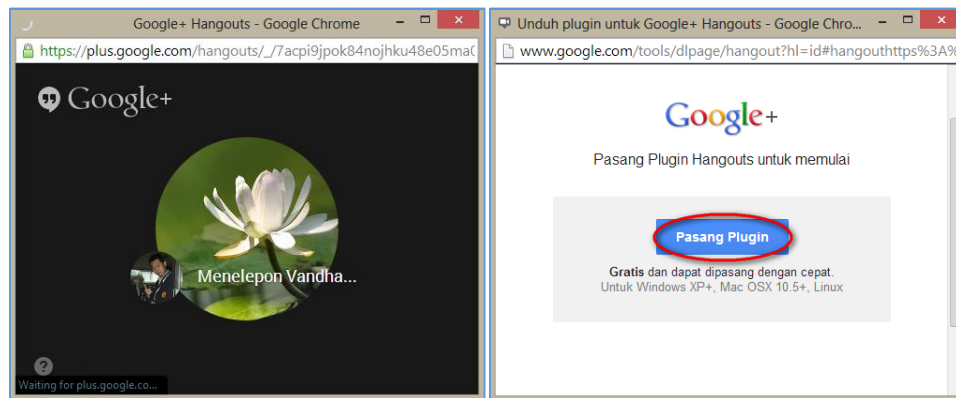 Google+ Hangouts - Google Chrome
https://plus.google.com/hangouts/_/7acpi9jpok84nojhku48e05ma(
Google+
Menelepon Vandha...
?
Waiting for plus.google.co...
Unduh plugin untuk Google+ Hangouts - Google Chro...
www.google.com/tools/dlpage/hangout?hl=id#hangouthttps%3A%
Google+
Pasang Plugin Hangouts untuk memulai
Pasang Plugin
Gratis dan dapat dipasang dengan cepat.
Untuk Windows XP+, Mac OSX 10.5+, Linux